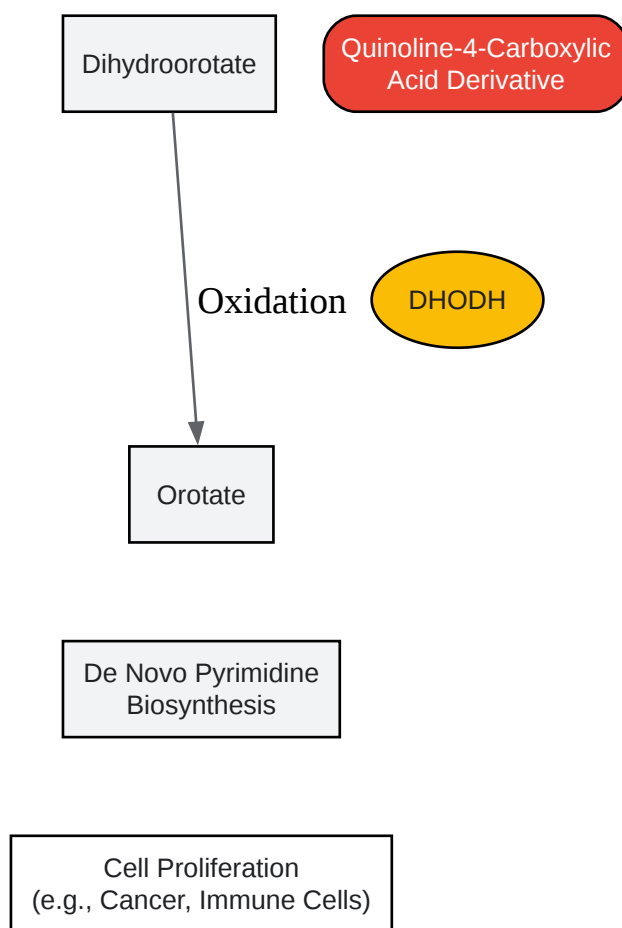 Dihydroorotate
Quinoline-4-Carboxylic
Acid Derivative
Oxidation
DHODH
Orotate
De Novo Pyrimidine
Biosynthesis
Cell Proliferation
(e.g., Cancer, Immune Cells)